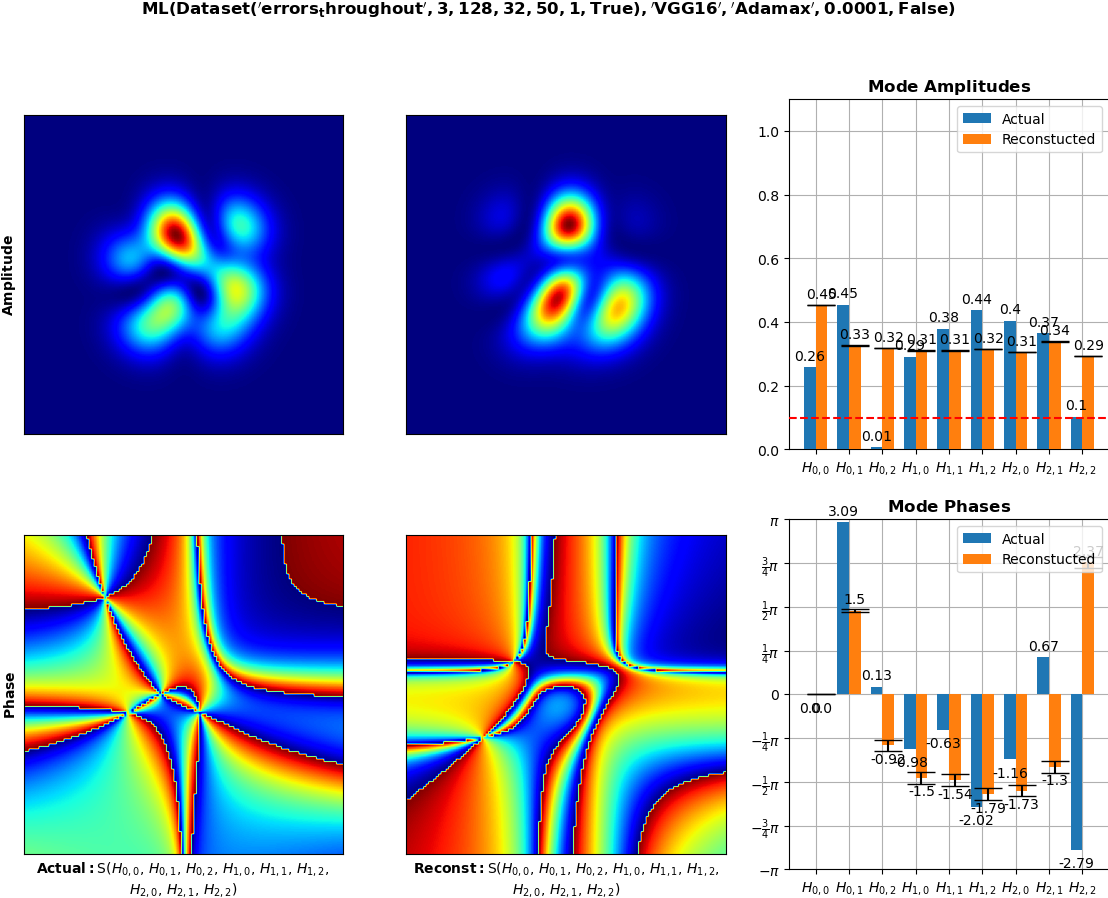 ML(Dataset('errors_throughout', 3, 128, 32, 50, 1, True), 'VGG16', 'Adamax', 0.0001, False)
Amplitude
Mode Amplitudes
Actual
Reconstucted
1.0
0.8
0.6
0.4
0.2
0.0
0.26
0.45
0.45
0.33
0.01
0.32
0.29
0.31
0.38
0.31
0.44
0.32
0.4
0.31
0.37
0.34
0.1
0.29
H0,0 H0,1 H0,2 H1,0 H1,1 H1,2 H2,0 H2,1 H2,2
Phase
Actual: S(H0,0, H0,1, H0,2, H1,0, H1,1, H1,2,
H2,0, H2,1, H2,2)
Reconst: S(H0,0, H0,1, H0,2, H1,0, H1,1, H1,2,
H2,0, H2,1, H2,2)
Mode Phases
Actual
Reconstucted
π
3/4π
1/2π
1/4π
0
−1/4π
−1/2π
−3/4π
−π
0.0
0.0
3.09
1.5
0.13
-0.92
-0.98
-1.5
-0.63
-1.54
-2.02
-1.79
-1.16
-1.73
0.67
-1.3
-2.79
2.37
H0,0 H0,1 H0,2 H1,0 H1,1 H1,2 H2,0 H2,1 H2,2